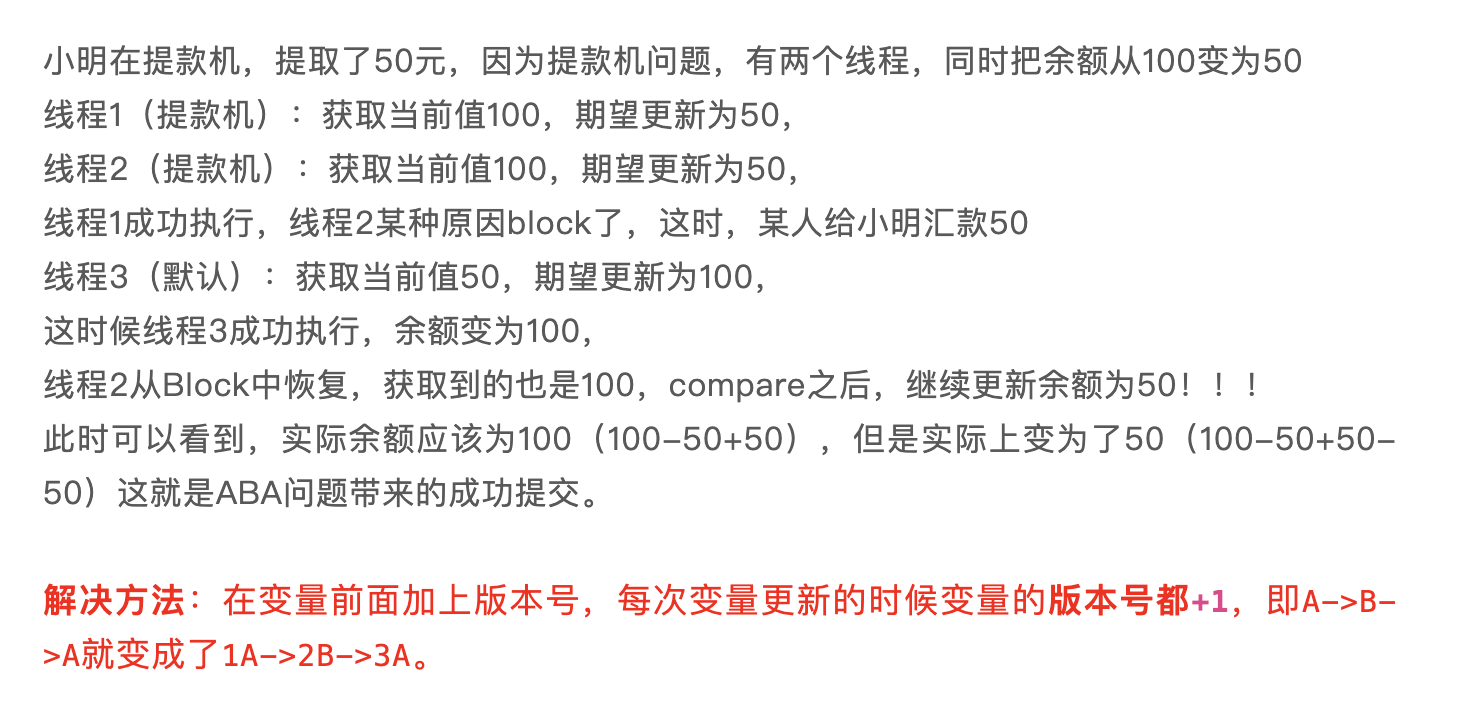 小明在提款机，提取了50元，因为提款机问题，有两个线程，同时把余额从100变为50
线程1（提款机）：获取当前值100，期望更新为50，
线程2（提款机）：获取当前值100，期望更新为50，
线程1成功执行，线程2某种原因block了，这时，某人给小明汇款50
线程3（默认）：获取当前值50，期望更新为100，
这时候线程3成功执行，余额变为100，
线程2从Block中恢复，获取到的也是100，compare之后，继续更新余额为50！！！
此时可以看到，实际余额应该为100（100-50+50），但是实际上变为了50（100-50+50-
50）这就是ABA问题带来的成功提交。
解决方法：在变量前面加上版本号，每次变量更新的时候变量的版本号都+1，即A->B-
>A就变成了1A->2B->3A。